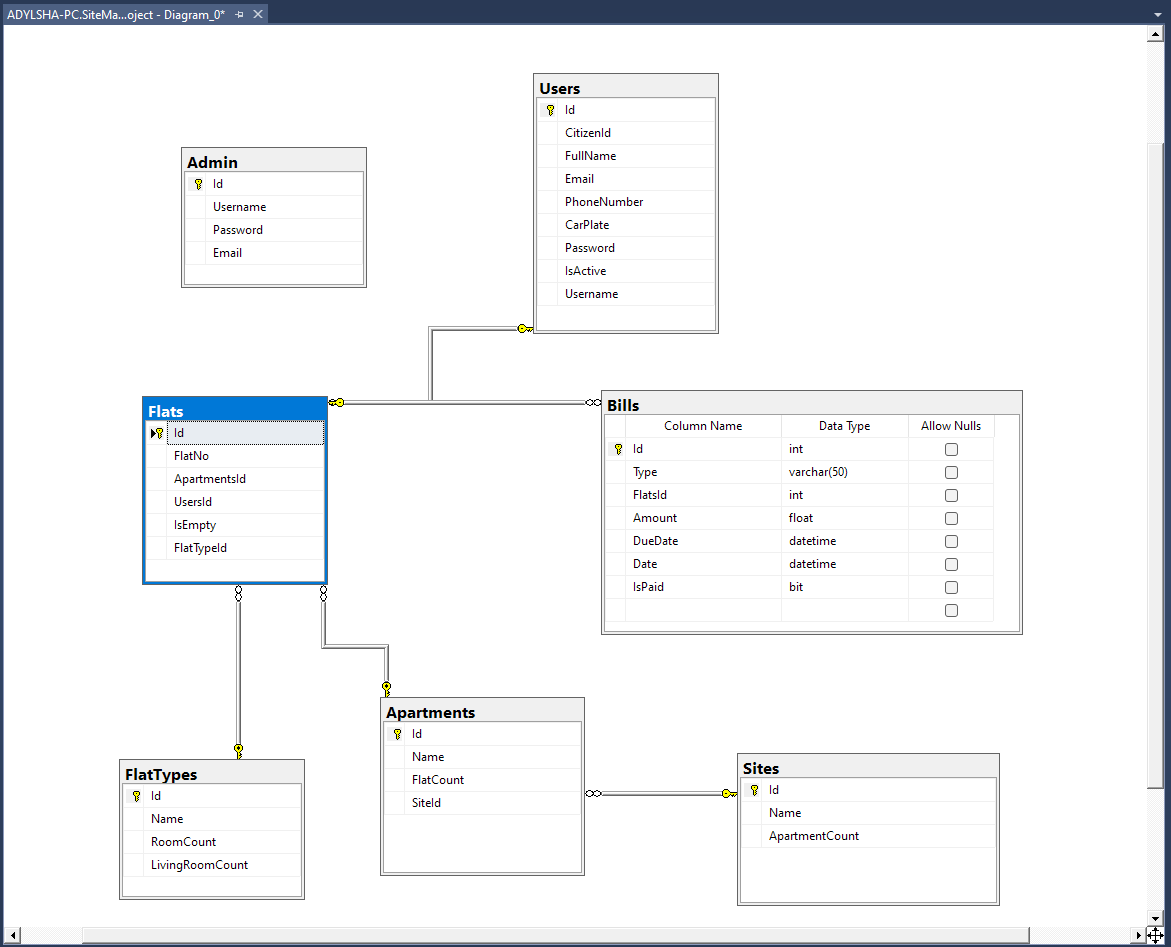 ADYLSHA-PC.SiteMa...oject - Diagram_0*
Users
Id
CitizenId
FullName
Email
PhoneNumber
CarPlate
Password
IsActive
Username
Admin
Id
Username
Password
Email
Flats
Id
FlatNo
ApartmentsId
UsersId
IsEmpty
FlatTypeId
Bills
Column Name Data Type Allow Nulls
Id int
Type varchar(50)
FlatsId int
Amount float
DueDate datetime
Date datetime
IsPaid bit
Apartments
Id
Name
FlatCount
SiteId
FlatTypes
Id
Name
RoomCount
LivingRoomCount
Sites
Id
Name
ApartmentCount